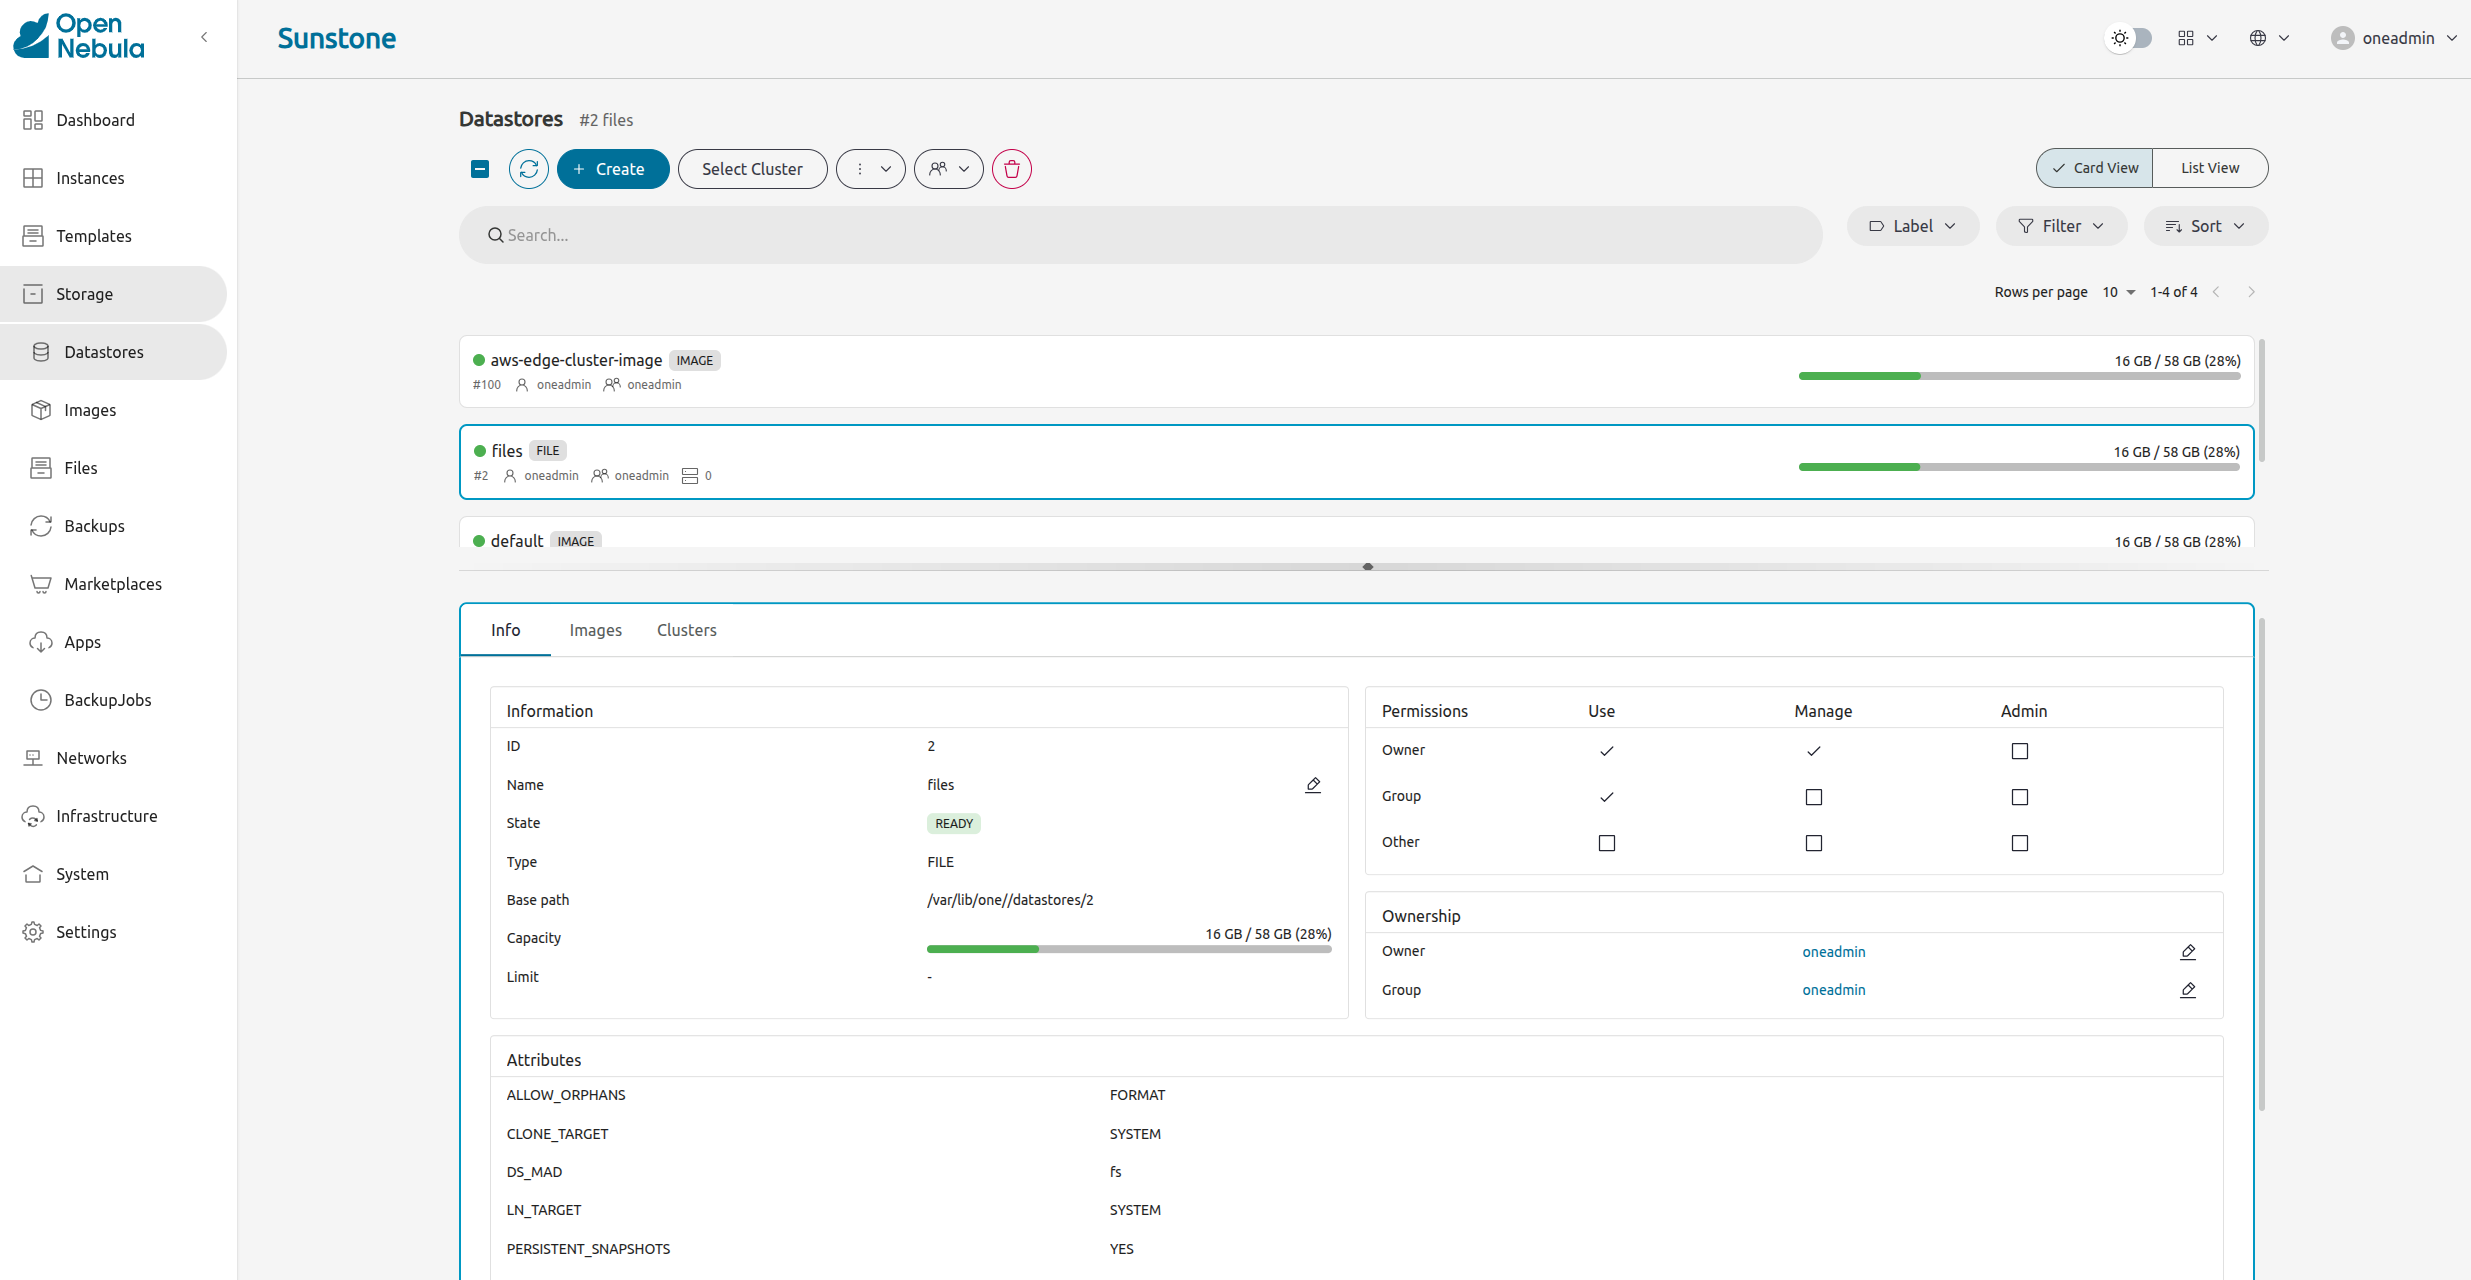 Open
Nebula
Sunstone
oneadmin
Dashboard
Instances
Templates
Storage
Datastores
Images
Files
Backups
Marketplaces
Apps
BackupJobs
Networks
Infrastructure
System
Settings
Datastores #2 files
Create Select Cluster Card View List View
Search... Label Filter Sort
Rows per page 10 1-4 of 4
aws-edge-cluster-image IMAGE 16 GB / 58 GB (28%)
#100 oneadmin oneadmin
files FILE 16 GB / 58 GB (28%)
#2 oneadmin oneadmin 0
default IMAGE 16 GB / 58 GB (28%)
Info Images Clusters
Information
ID 2
Name files
State READY
Type FILE
Base path /var/lib/one//datastores/2
Capacity 16 GB / 58 GB (28%)
Limit -
Permissions Use Manage Admin
Owner
Group
Other
Ownership
Owner oneadmin
Group oneadmin
Attributes
ALLOW_ORPHANS FORMAT
CLONE_TARGET SYSTEM
DS_MAD fs
LN_TARGET SYSTEM
PERSISTENT_SNAPSHOTS YES